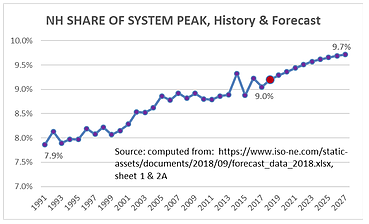 NH SHARE OF SYSTEM PEAK, History & Forecast
10.0%
9.5%
9.0%
8.5%
8.0%
7.5%
7.0%
9.7%
9.0%
7.9%
Source: computed from: https://www.iso-ne.com/static-
assets/documents/2018/09/forecast_data_2018.xlsx,
sheet 1 & 2A
1991 1993 1995 1997 1999 2001 2003 2005 2007 2009 2011 2013 2015 2017 2019 2021 2023 2025 2027